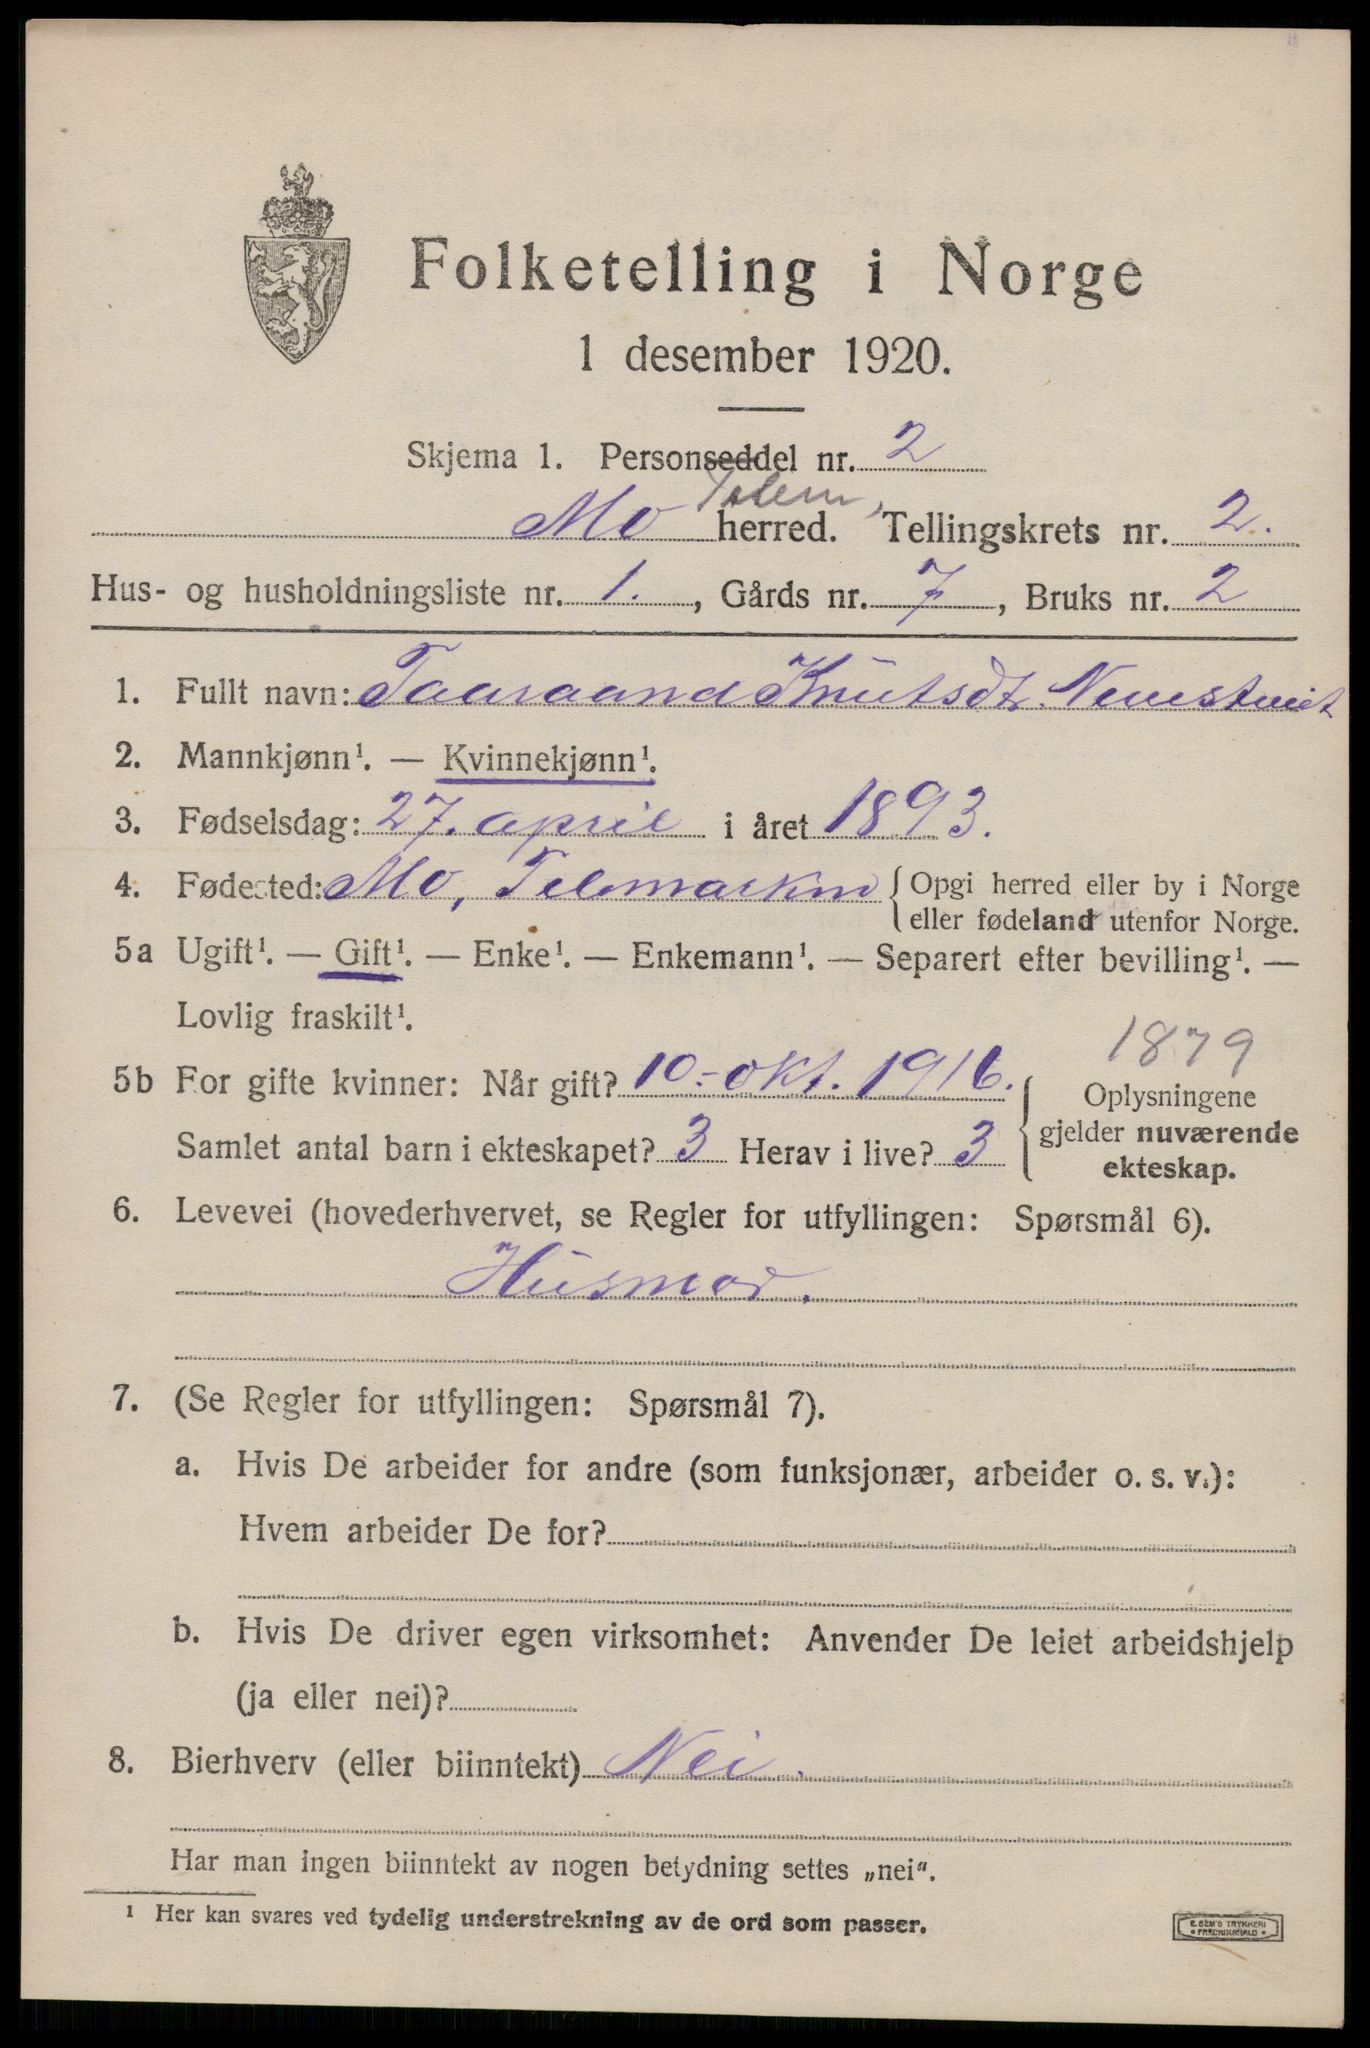 Folketelling i Norge
1 desember 1920.
Skjema 1. Personseddel nr. 2
Telem,
Mo herred. Tellingskrets nr. 2.
Hus- og husholdningsliste nr. 1., Gårds nr. 7, Bruks nr. 2
1. Fullt navn: Taaraand Knutsdtr.
2. Mannkjønn¹. — Kvinnekjønn¹.
3. Fødselsdag: 27. april i året 1893.
4. Fødested: Mo, Telemarken { Opgi herred eller by i Norge
eller fødeland utenfor Norge.
5a Ugift¹. — Gift¹. — Enke¹. — Enkemann¹. — Separert efter bevilling¹. —
Lovlig fraskilt¹.
1879
5b For gifte kvinner: Når gift? 10-okt. 1916. { Oplysningene
gjelder nuværende
ekteskap.
Samlet antal barn i ekteskapet? 3 Herav i live? 3
6. Levevei (hovederhvervet, se Regler for utfyllingen: Spørsmål 6).
Husmor.
7. (Se Regler for utfyllingen: Spørsmål 7).
a. Hvis De arbeider for andre (som funksjonær, arbeider o. s. v.):
Hvem arbeider De for?
b. Hvis De driver egen virksomhet: Anvender De leiet arbeidshjelp
(ja eller nei)?
8. Bierhverv (eller biinntekt) Nei.
Har man ingen biinntekt av nogen betydning settes „nei“.
¹ Her kan svares ved tydelig understrekning av de ord som passer.
E. SEM'S TRYKKERI
* FREDRIKSHALD *